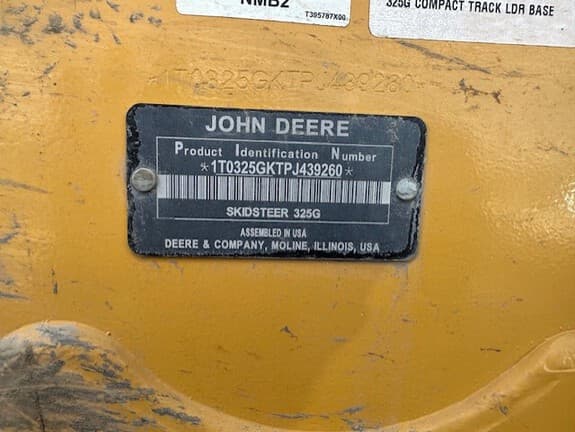 NMB2
T395787X00
325G COMPACT TRACK LDR BASE
JOHN DEERE
Product Identification Number
*1T0325GKTPJ439260*
SKIDSTEER 325G
ASSEMBLED IN USA
DEERE & COMPANY, MOLINE, ILLINOIS, USA